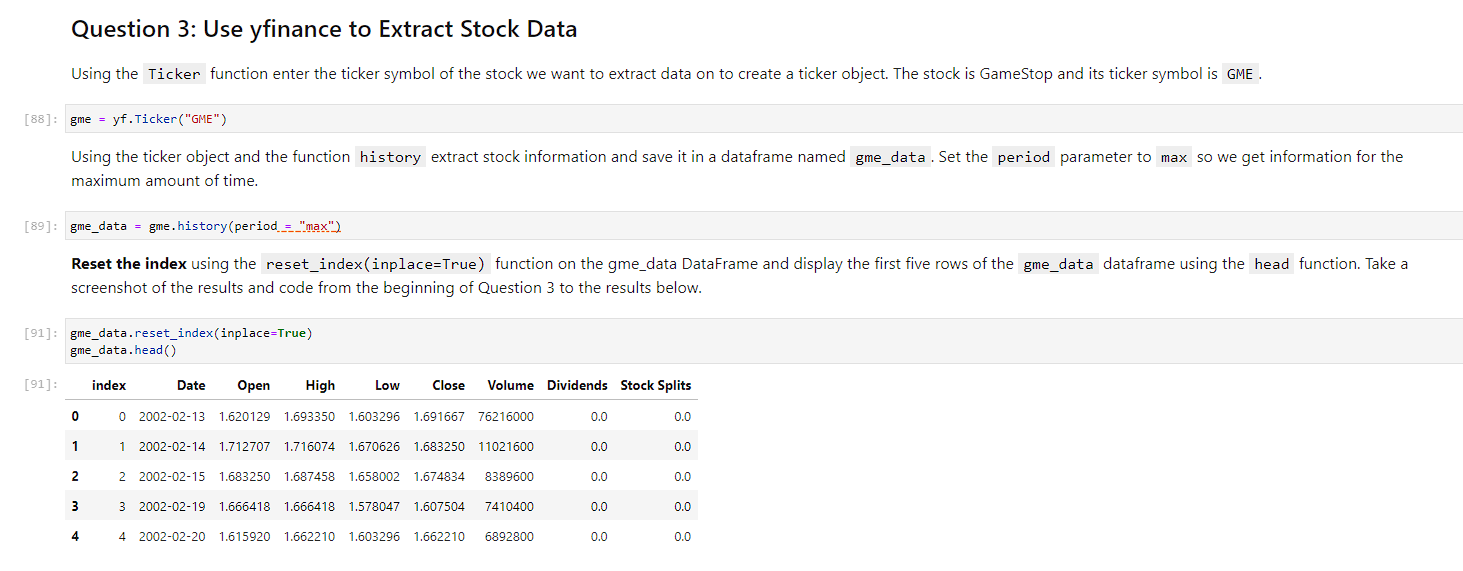 Question 3: Use yfinance to Extract Stock Data
Using the Ticker function enter the ticker symbol of the stock we want to extract data on to create a ticker object. The stock is GameStop and its ticker symbol is GME.
[88]: gme = yf.Ticker("GME")
Using the ticker object and the function history extract stock information and save it in a dataframe named gme_data. Set the period parameter to max so we get information for the
maximum amount of time.
[89]: gme_data = gme.history(period = "max")
Reset the index using the reset_index(inplace=True) function on the gme_data DataFrame and display the first five rows of the gme_data dataframe using the head function. Take a
screenshot of the results and code from the beginning of Question 3 to the results below.
[91]: gme_data.reset_index(inplace=True)
gme_data.head()
[91]: index Date Open High Low Close Volume Dividends Stock Splits
0 0 2002-02-13 1.620129 1.693350 1.603296 1.691667 76216000 0.0 0.0
1 1 2002-02-14 1.712707 1.716074 1.670626 1.683250 11021600 0.0 0.0
2 2 2002-02-15 1.683250 1.687458 1.658002 1.674834 8389600 0.0 0.0
3 3 2002-02-19 1.666418 1.666418 1.578047 1.607504 7410400 0.0 0.0
4 4 2002-02-20 1.615920 1.662210 1.603296 1.662210 6892800 0.0 0.0